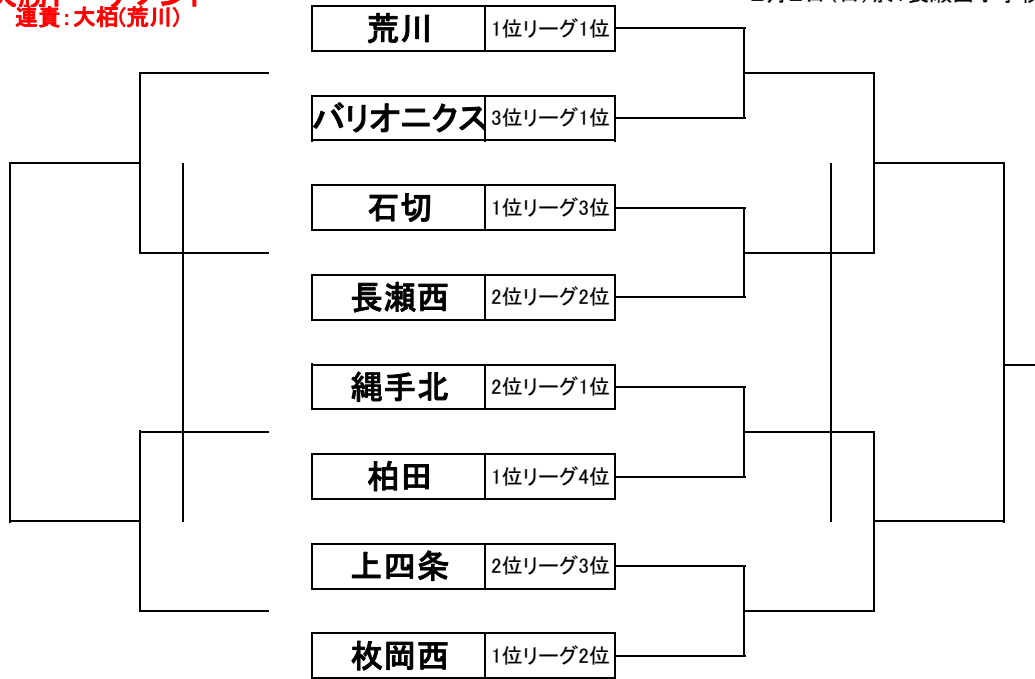 運責:大栢(荒川)
荒川 1位リーグ1位
バリオニクス 3位リーグ1位
石切 1位リーグ3位
長瀬西 2位リーグ2位
縄手北 2位リーグ1位
柏田 1位リーグ4位
上四条 2位リーグ3位
枚岡西 1位リーグ2位